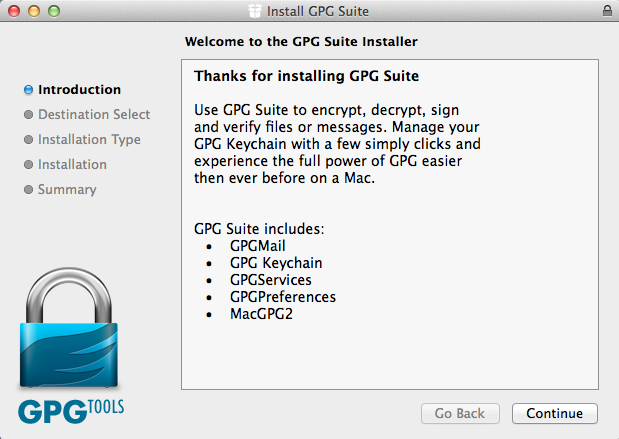 Install GPG Suite
Welcome to the GPG Suite Installer
Introduction
Destination Select
Installation Type
Installation
Summary
Thanks for installing GPG Suite
Use GPG Suite to encrypt, decrypt, sign
and verify files or messages. Manage your
GPG Keychain with a few simply clicks and
experience the full power of GPG easier
then ever before on a Mac.
GPG Suite includes:
• GPGMail
• GPG Keychain
• GPGServices
• GPGPreferences
• MacGPG2
GPGTOOLS
Go Back
Continue